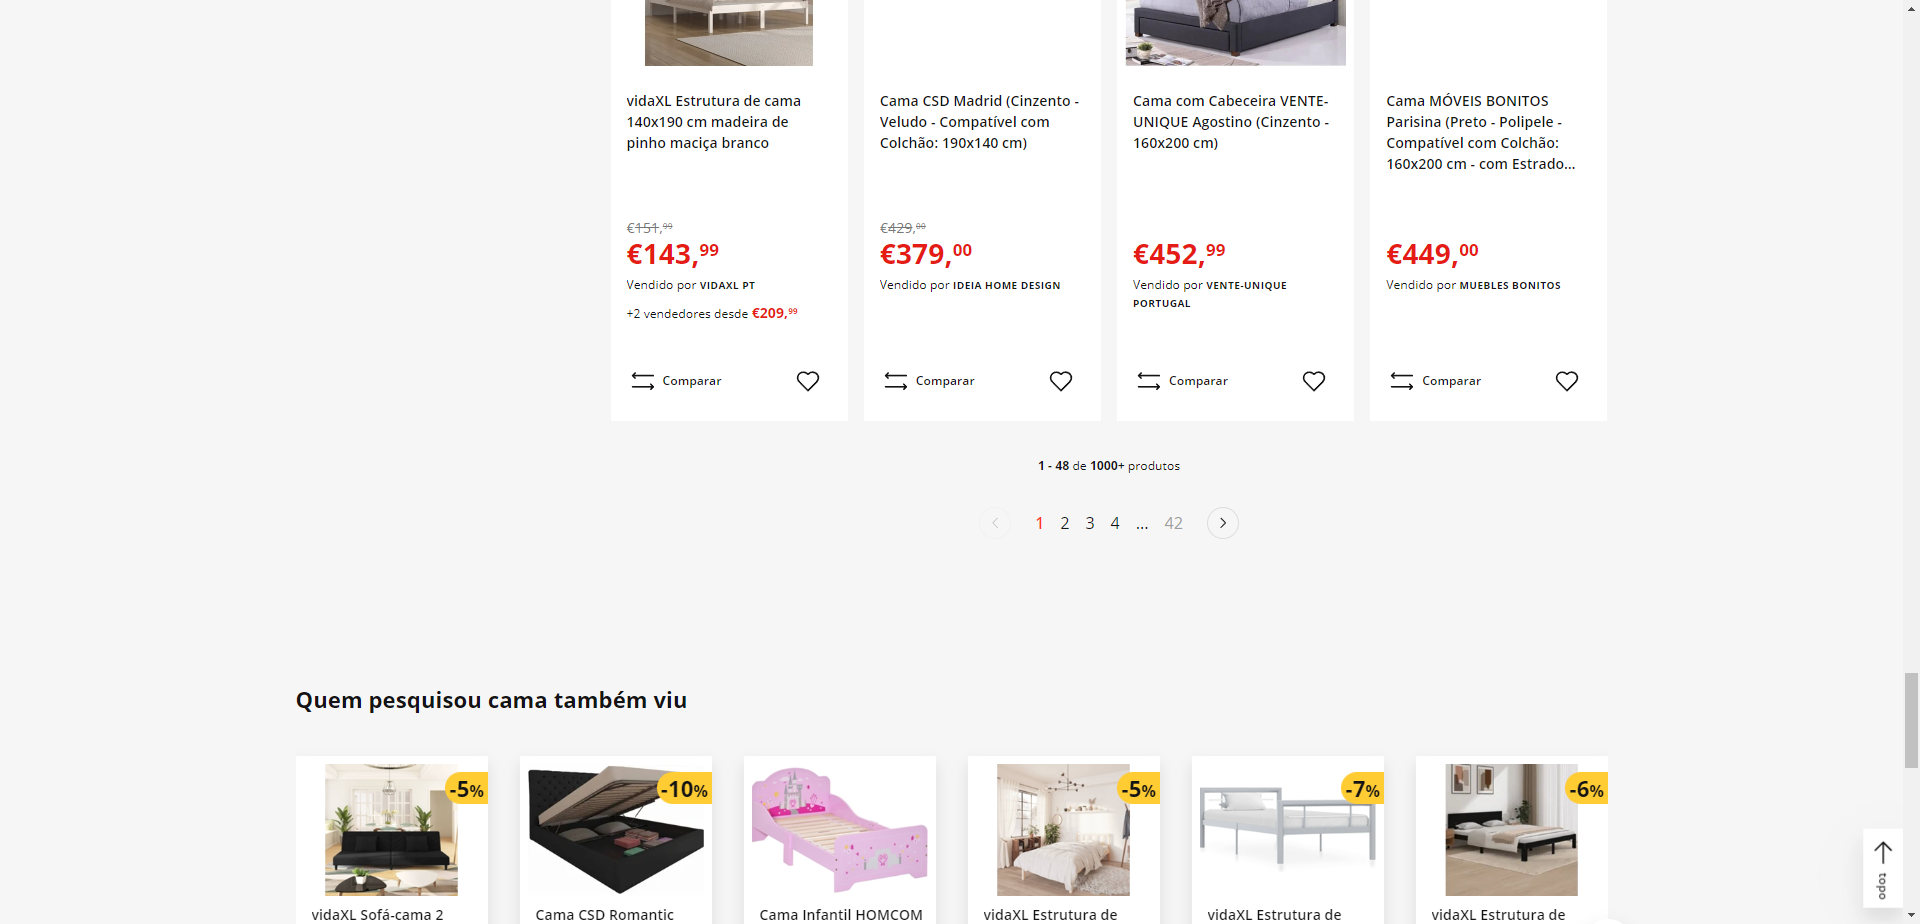 vidaXL Estrutura de cama
140x190 cm madeira de
pinho maciça branco
€151,99
€143,99
Vendido por VIDAXL PT
+2 vendedores desde €209,99
Comparar
Cama CSD Madrid (Cinzento -
Veludo - Compatível com
Colchão: 190x140 cm)
€429,00
€379,00
Vendido por IDEIA HOME DESIGN
Comparar
Cama com Cabeceira VENTE-
UNIQUE Agostino (Cinzento -
160x200 cm)
€452,99
Vendido por VENTE-UNIQUE
PORTUGAL
Comparar
Cama MÓVEIS BONITOS
Parisina (Preto - Polipele -
Compatível com Colchão:
160x200 cm - com Estrado...
€449,00
Vendido por MUEBLES BONITOS
Comparar
1 - 48 de 1000+ produtos
1 2 3 4 ... 42
Quem pesquisou cama também viu
-5%
vidaXL Sofá-cama 2
-10%
Cama CSD Romantic
Cama Infantil HOMCOM
-5%
vidaXL Estrutura de
-7%
vidaXL Estrutura de
-6%
vidaXL Estrutura de
topo